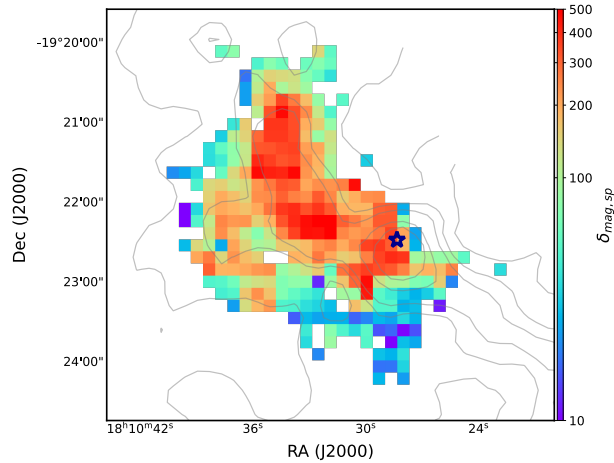 -19°20'00"
21'00"
22'00"
23'00"
24'00"
Dec (J2000)
18ʰ10ᵐ42ˢ
36ˢ
30ˢ
24ˢ
RA (J2000)
500
400
300
200
100
10
δmag, sp